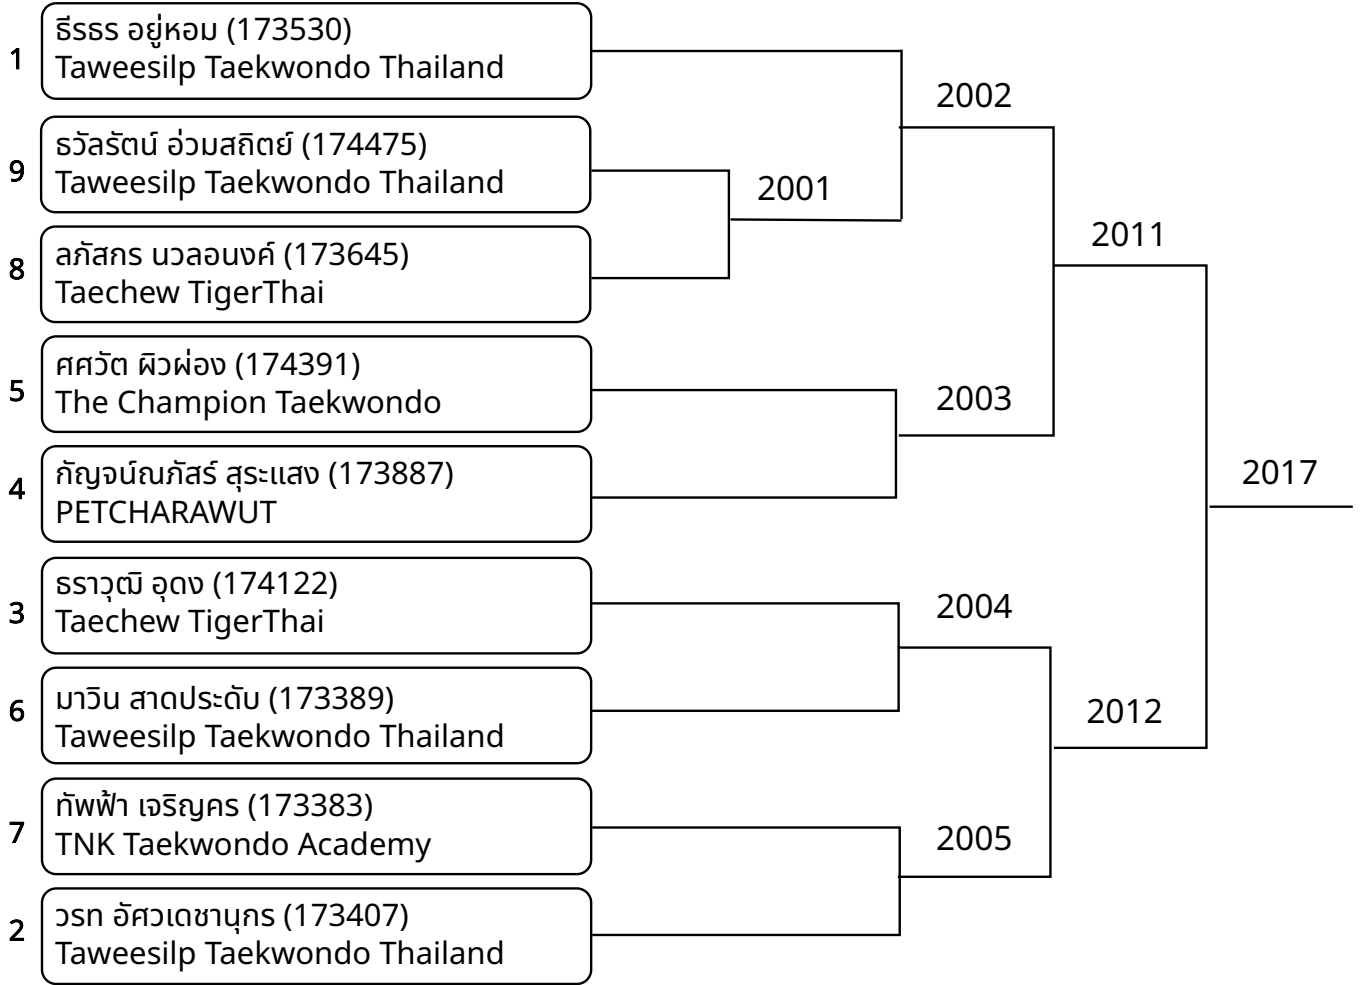 1
ธีรธร อยู่หอม (173530)
Taweesilp Taekwondo Thailand
9
ธวัลรัตน์ อ่วมสถิตย์ (174475)
Taweesilp Taekwondo Thailand
8
ลภัสกร นวลอนงค์ (173645)
Taechew TigerThai
5
ศศวัต ผิวผ่อง (174391)
The Champion Taekwondo
4
กัญจน์ณภัสร์ สุระแสง (173887)
PETCHARAWUT
3
ธราวุฒิ อุดง (174122)
Taechew TigerThai
6
มาวิน สาดประดับ (173389)
Taweesilp Taekwondo Thailand
7
ทัพฟ้า เจริญคร (173383)
TNK Taekwondo Academy
2
วรท อัศวเดชานุกร (173407)
Taweesilp Taekwondo Thailand
2001
2002
2003
2004
2005
2011
2012
2017